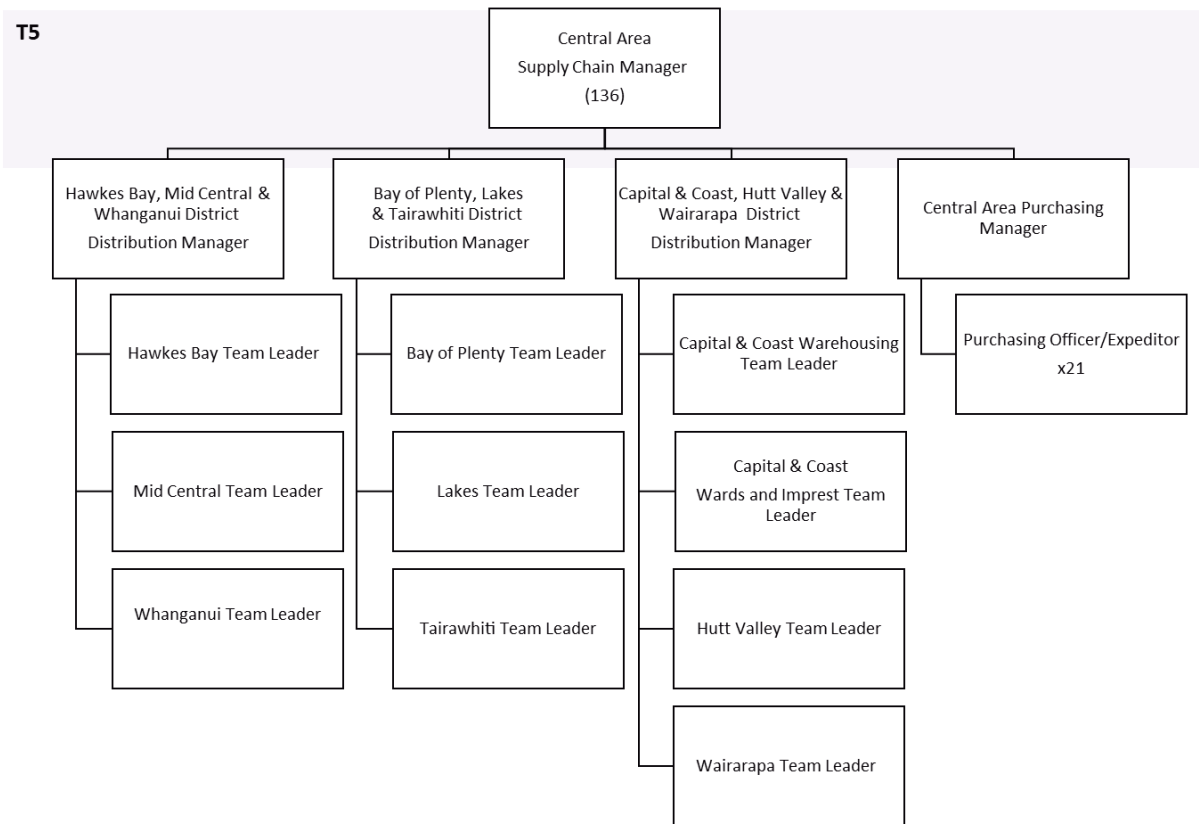 T5
Central Area
Supply Chain Manager
(136)
Hawkes Bay, Mid Central &
Whanganui District
Distribution Manager
Bay of Plenty, Lakes
& Tairawhiti District
Distribution Manager
Capital & Coast, Hutt Valley &
Wairarapa District
Distribution Manager
Central Area Purchasing
Manager
Hawkes Bay Team Leader
Mid Central Team Leader
Whanganui Team Leader
Bay of Plenty Team Leader
Lakes Team Leader
Tairawhiti Team Leader
Capital & Coast Warehousing
Team Leader
Capital & Coast
Wards and Imprest Team
Leader
Hutt Valley Team Leader
Wairarapa Team Leader
Purchasing Officer/Expeditor
x21